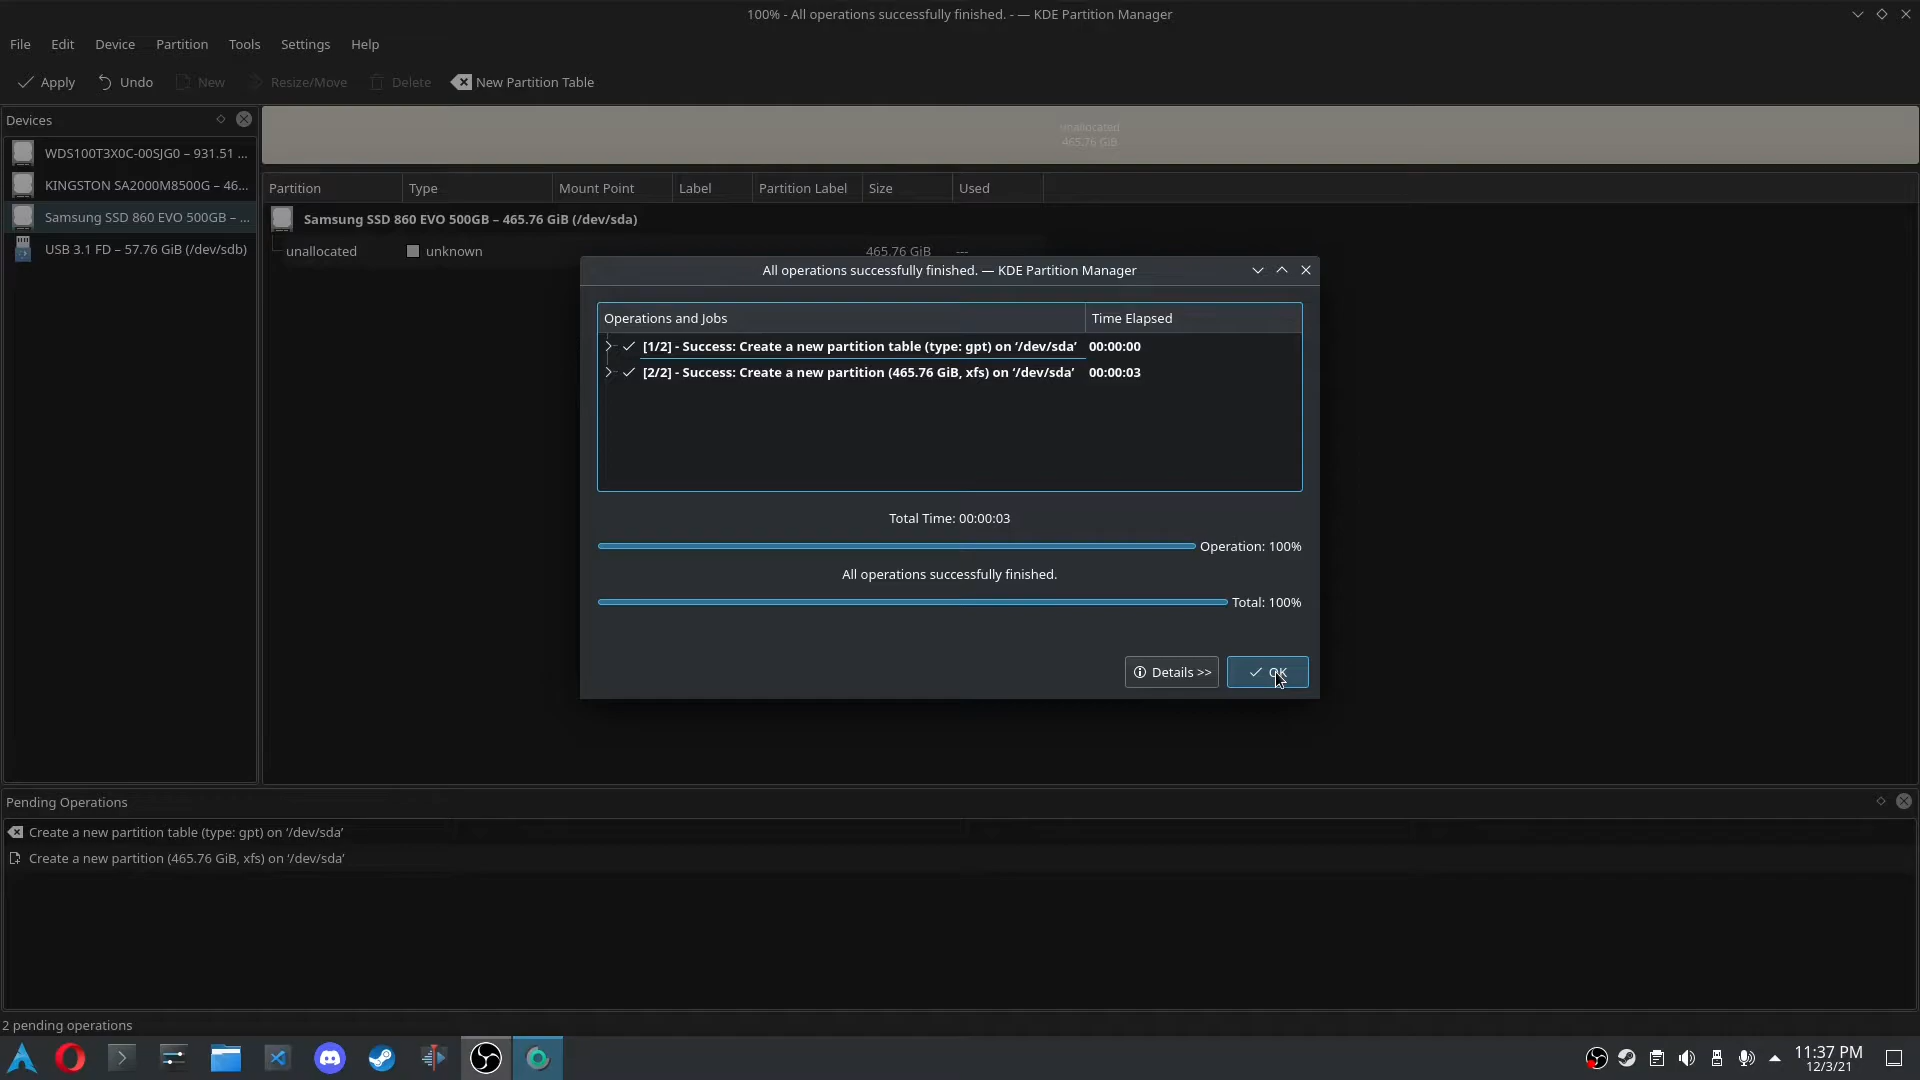 100% - All operations successfully finished. - — KDE Partition Manager
File Edit Device Partition Tools Settings Help
Apply Undo New Resize/Move Delete New Partition Table
Devices
WDS100T3X0C-00SJG0 – 931.51 ...
KINGSTON SA2000M8500G – 46...
Samsung SSD 860 EVO 500GB – ...
USB 3.1 FD – 57.76 GiB (/dev/sdb)
unallocated
465.76 GiB
Partition Type Mount Point Label Partition Label Size Used
Samsung SSD 860 EVO 500GB – 465.76 GiB (/dev/sda)
unallocated unknown 465.76 GiB ---
All operations successfully finished. — KDE Partition Manager
Operations and Jobs Time Elapsed
[1/2] - Success: Create a new partition table (type: gpt) on ‘/dev/sda’ 00:00:00
[2/2] - Success: Create a new partition (465.76 GiB, xfs) on ‘/dev/sda’ 00:00:03
Total Time: 00:00:03
Operation: 100%
All operations successfully finished.
Total: 100%
Details >> OK
Pending Operations
Create a new partition table (type: gpt) on ‘/dev/sda’
Create a new partition (465.76 GiB, xfs) on ‘/dev/sda’
2 pending operations
11:37 PM
12/3/21